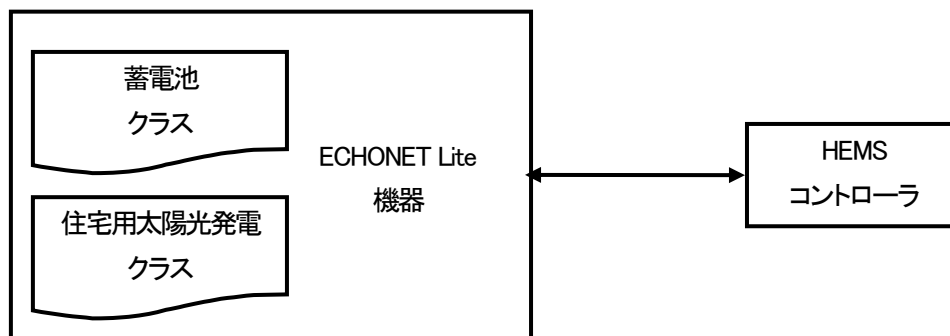 蓄電池
クラス
ECHONET Lite
機器
住宅用太陽光発電
クラス
HEMS
コントローラ